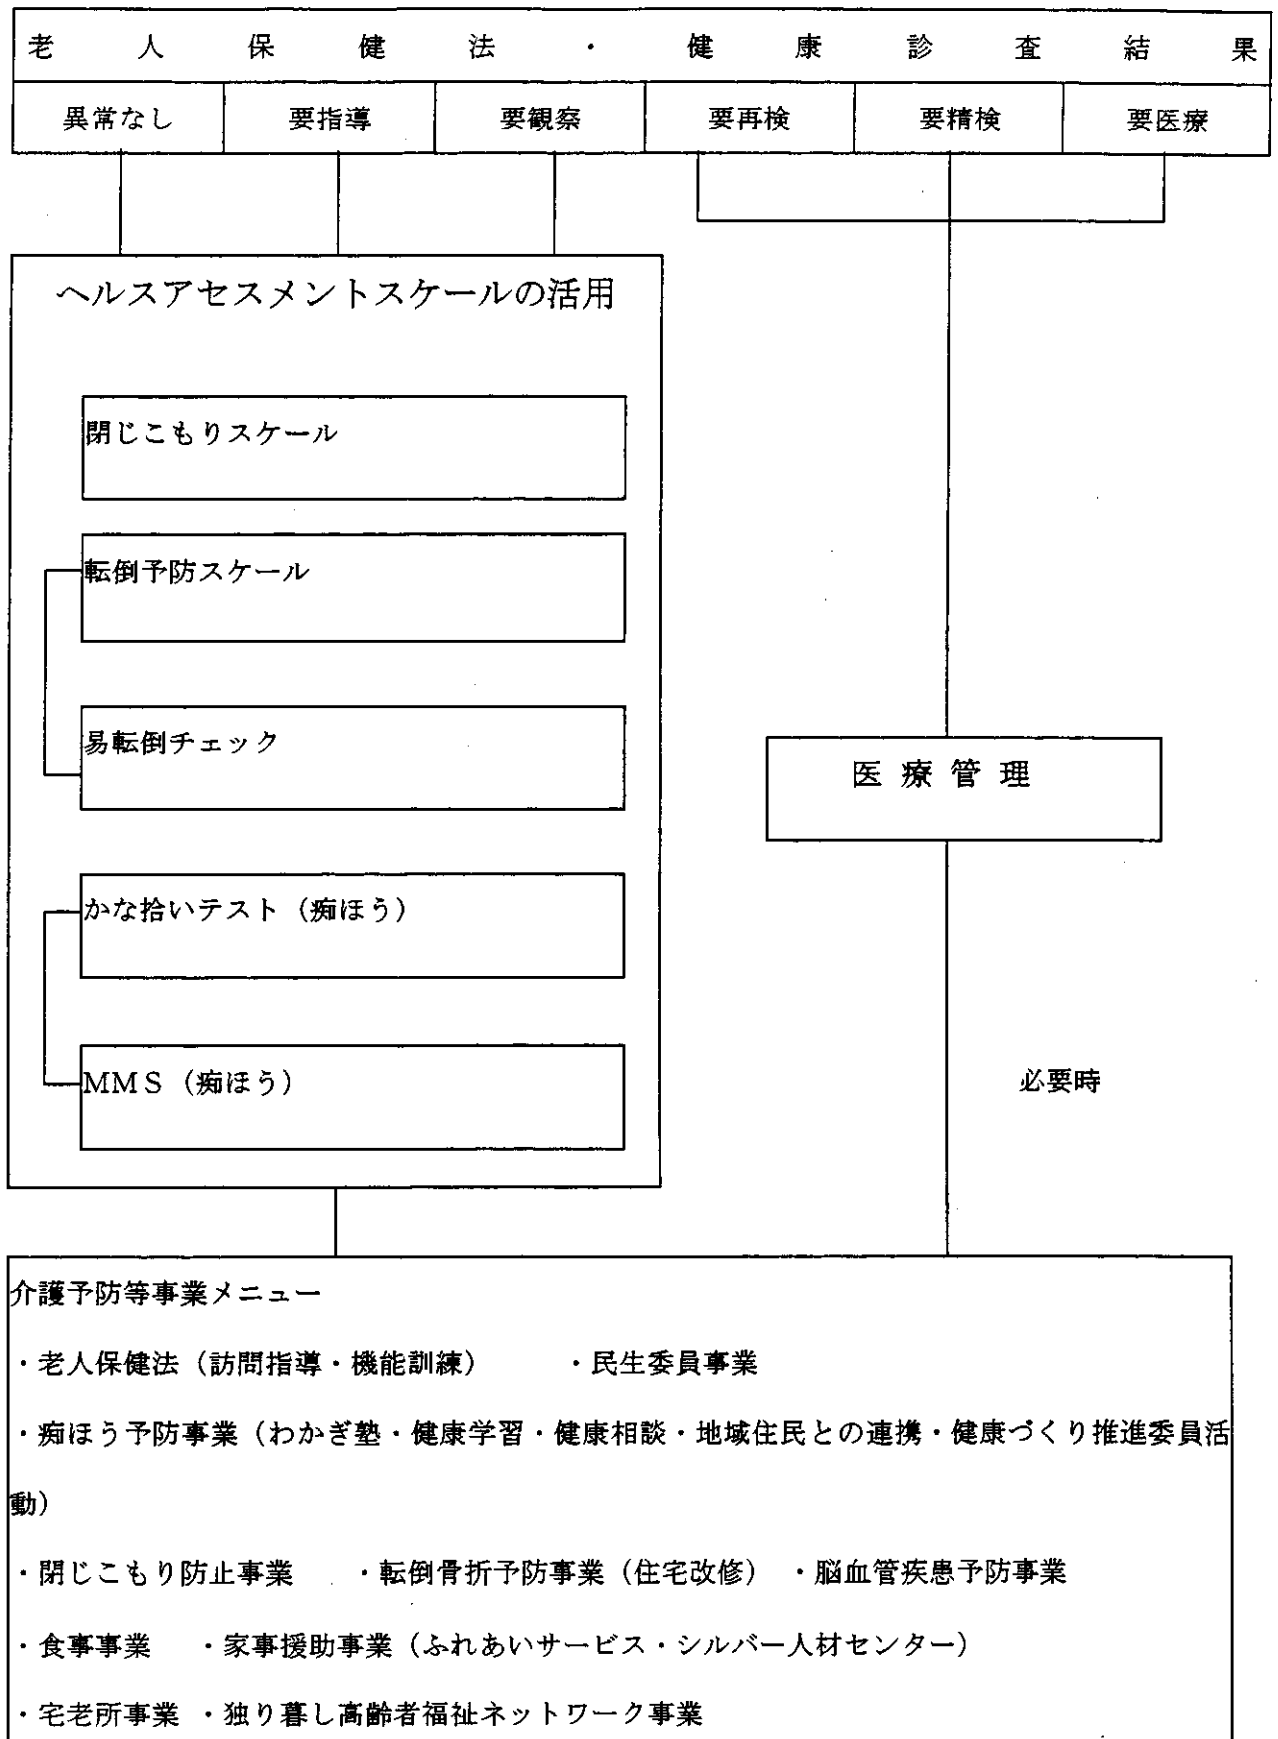 老人保健法・健康診査結果
異常なし 要指導 要観察 要再検 要精検 要医療
ヘルスアセスメントスケールの活用
閉じこもりスケール
転倒予防スケール
易転倒チェック
医療管理
かな拾いテスト（痴ほう）
MMS（痴ほう）
必要時
介護予防等事業メニュー
・老人保健法（訪問指導・機能訓練） ・民生委員事業
・痴ほう予防事業（わかぎ塾・健康学習・健康相談・地域住民との連携・健康づくり推進委員活
動）
・閉じこもり防止事業 ・転倒骨折予防事業（住宅改修） ・脳血管疾患予防事業
・食事事業 ・家事援助事業（ふれあいサービス・シルバー人材センター）
・宅老所事業 ・独り暮し高齢者福祉ネットワーク事業